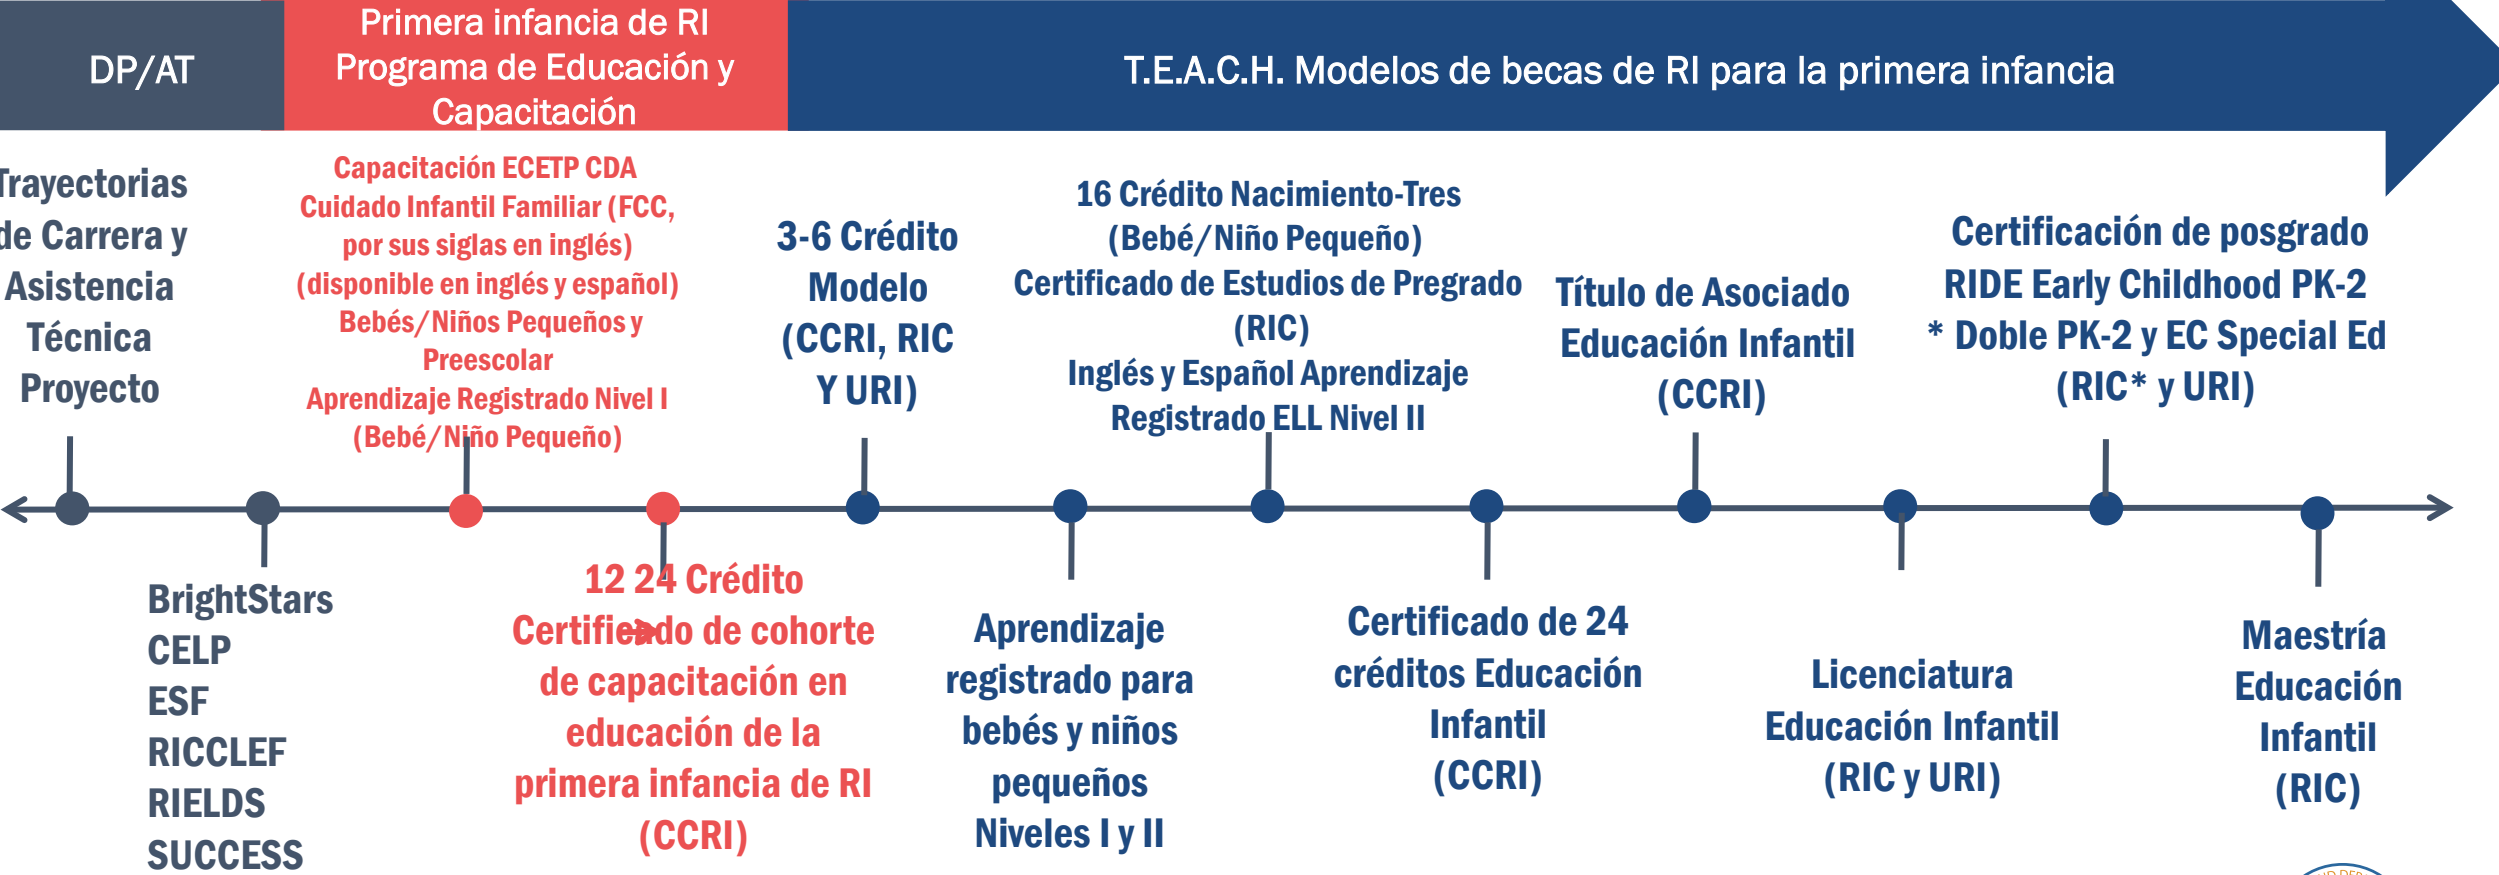 DP/AT
Primera infancia de RI
Programa de Educación y
Capacitación
T.E.A.C.H. Modelos de becas de RI para la primera infancia
Trayectorias
de Carrera y
Asistencia
Técnica
Proyecto
Capacitación ECETP CDA
Cuidado Infantil Familiar (FCC,
por sus siglas en inglés)
(disponible en inglés y español)
Bebés/Niños Pequeños y
Preescolar
Aprendizaje Registrado Nivel I
(Bebé/Niño Pequeño)
3-6 Crédito
Modelo
(CCRI, RIC
Y URI)
16 Crédito Nacimiento-Tres
(Bebé/Niño Pequeño)
Certificado de Estudios de Pregrado
(RIC)
Inglés y Español Aprendizaje
Registrado ELL Nivel II
Título de Asociado
Educación Infantil
(CCRI)
Certificación de posgrado
RIDE Early Childhood PK-2
* Doble PK-2 y EC Special Ed
(RIC* y URI)
BrightStars
CELP
ESF
RICCLEF
RIELDS
SUCCESS
12 24 Crédito
Certificado de cohorte
de capacitación en
educación de la
primera infancia de RI
(CCRI)
Aprendizaje
registrado para
bebés y niños
pequeños
Niveles I y II
Certificado de 24
créditos Educación
Infantil
(CCRI)
Licenciatura
Educación Infantil
(RIC y URI)
Maestría
Educación
Infantil
(RIC)